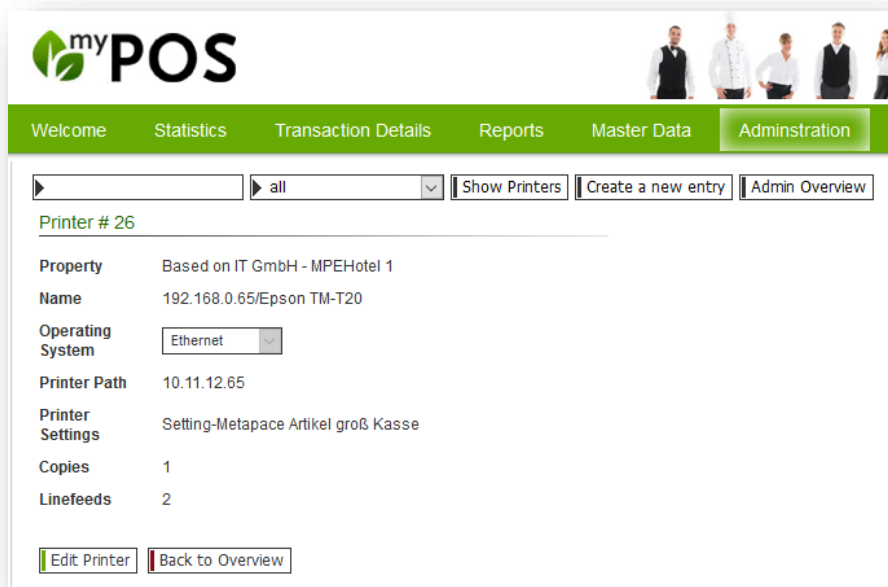 myPOS
Welcome Statistics Transaction Details Reports Master Data Adminstration
all Show Printers Create a new entry Admin Overview
Printer # 26
Property Based on IT GmbH - MPEHotel 1
Name 192.168.0.65/Epson TM-T20
Operating
System
Ethernet
Printer Path 10.11.12.65
Printer
Settings
Setting-Metapace Artikel groß Kasse
Copies 1
Linefeeds 2
Edit Printer Back to Overview